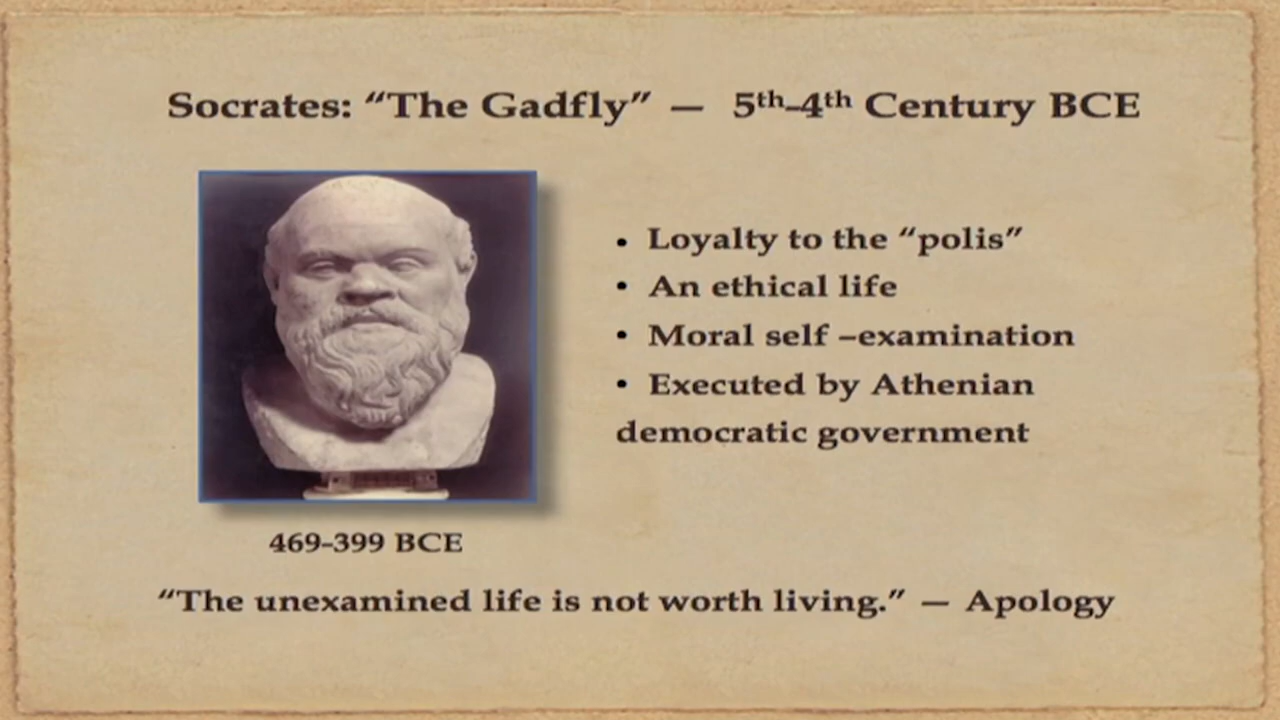 Socrates: “The Gadfly” — 5th–4th Century BCE
• Loyalty to the “polis”
• An ethical life
• Moral self –examination
• Executed by Athenian
democratic government
469–399 BCE
“The unexamined life is not worth living.” — Apology